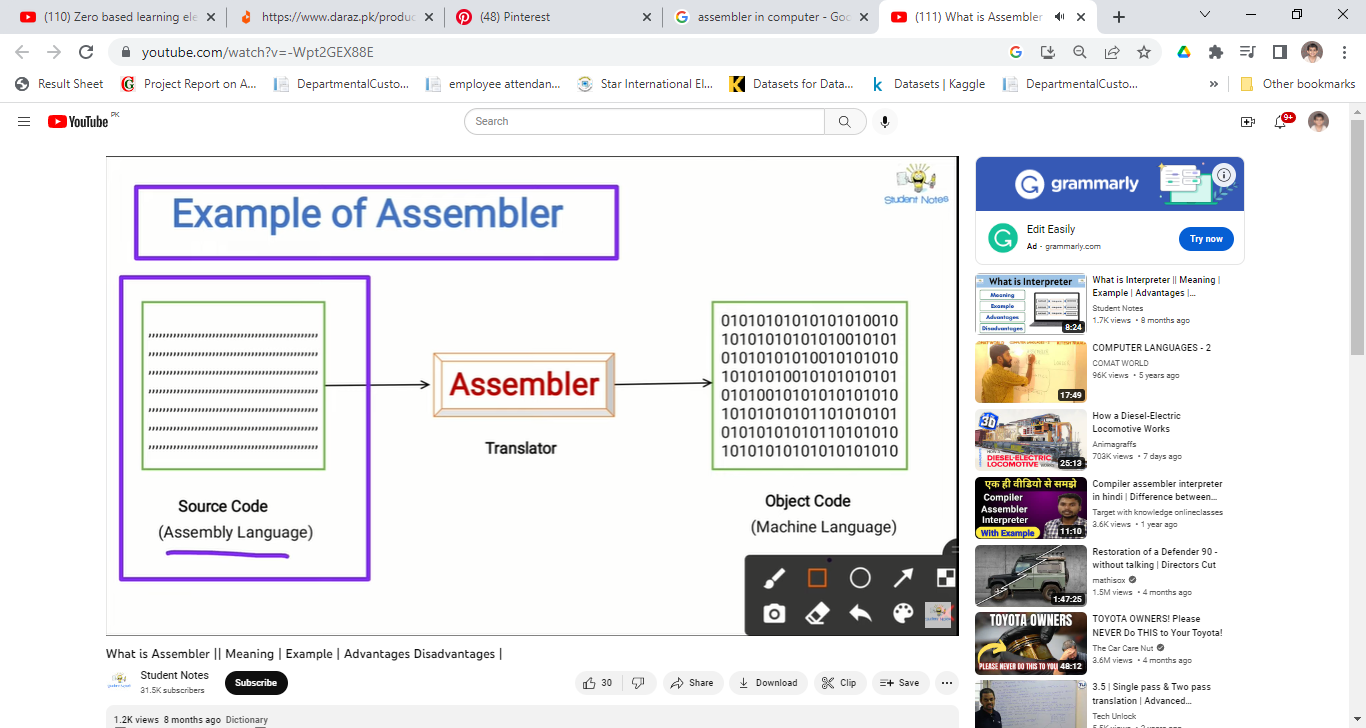 (110) Zero based learning ele
https://www.daraz.pk/produc
(48) Pinterest
assembler in computer - Goo
(111) What is Assembler
youtube.com/watch?v=-Wpt2GEX88E
Result Sheet
Project Report on A...
DepartmentalCusto...
employee attendan...
Star International El...
Datasets for Data...
Datasets | Kaggle
DepartmentalCusto...
»
Other bookmarks
YouTube PK
Search
9+
Student Notes
Example of Assembler
Assembler
Translator
Source Code
(Assembly Language)
01010101010101010010
10101010101010010101
01010101010010101010
10101010010101010101
01010010101010101010
10101010101101010101
01010101010110101010
10101010101010101010
Object Code
(Machine Language)
What is Assembler || Meaning | Example | Advantages Disadvantages |
Student Notes
31.5K subscribers
Subscribe
30
Share
Download
Clip
Save
1.2K views 8 months ago Dictionary
grammarly
Edit Easily
Ad · grammarly.com
Try now
What is Interpreter
Meaning
Example
Advantages
Disadvantages
8:24
What is Interpreter || Meaning |
Example | Advantages |...
Student Notes
1.7K views • 8 months ago
17:49
COMPUTER LANGUAGES - 2
COMAT WORLD
96K views • 5 years ago
3D
HOW A
DIESEL-ELECTRIC
LOCOMOTIVE WORKS
25:13
How a Diesel-Electric
Locomotive Works
Animagraffs
703K views • 7 days ago
एक ही वीडियो से समझे
Compiler
Assembler
Interpreter
With Example
11:10
Compiler assembler interpreter
in hindi | Difference between...
Target with knowledge onlineclasses
3.6K views • 1 year ago
1:47:25
Restoration of a Defender 90 -
without talking | Directors Cut
mathisox
1.5M views • 4 months ago
TOYOTA OWNERS
PLEASE NEVER DO THIS TO YOU
48:12
TOYOTA OWNERS! Please
NEVER Do THIS to Your Toyota!
The Car Care Nut
3.6M views • 4 months ago
3.5 | Single pass & Two pass
translation | Advanced...
Tech Unlock